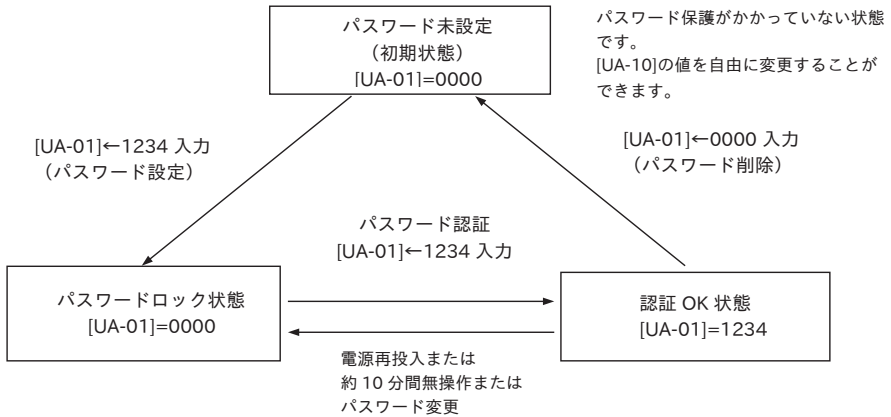 パスワード未設定
（初期状態）
[UA-01]=0000
パスワード保護がかかっていない状態
です。
[UA-10]の値を自由に変更することが
できます。
[UA-01]←1234 入力
（パスワード設定）
[UA-01]←0000 入力
（パスワード削除）
パスワード認証
[UA-01]←1234 入力
パスワードロック状態
[UA-01]=0000
認証 OK 状態
[UA-01]=1234
電源再投入または
約 10 分間無操作または
パスワード変更